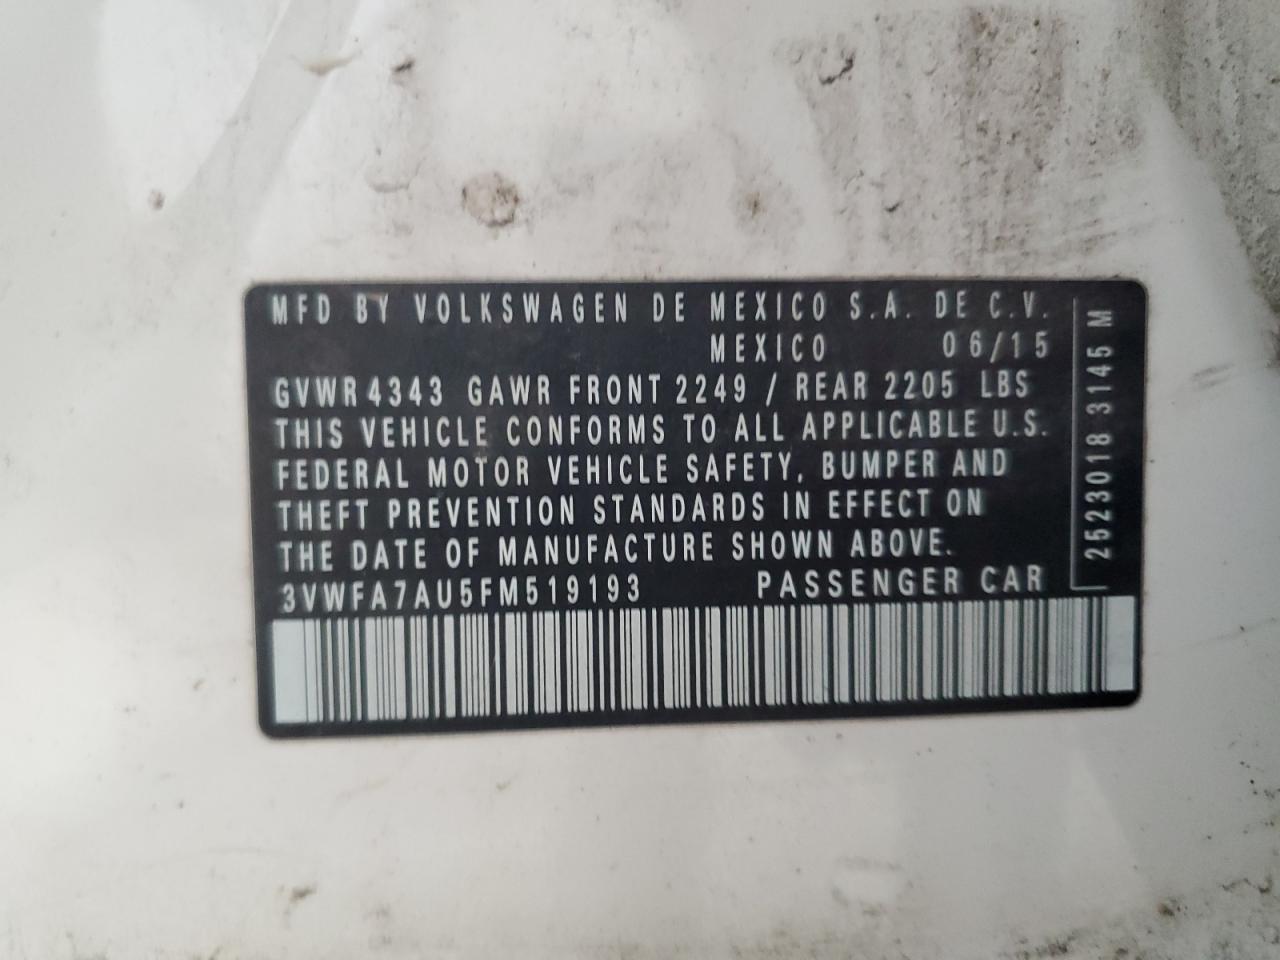 MFD BY VOLKSWAGEN DE MEXICO S.A. DE C.V.
MEXICO 06/15
GVWR 4343 GAWR FRONT 2249 / REAR 2205 LBS
THIS VEHICLE CONFORMS TO ALL APPLICABLE U.S.
FEDERAL MOTOR VEHICLE SAFETY, BUMPER AND
THEFT PREVENTION STANDARDS IN EFFECT ON
THE DATE OF MANUFACTURE SHOWN ABOVE.
3VWFA7AU5FM519193 PASSENGER CAR
2523018 3145 M